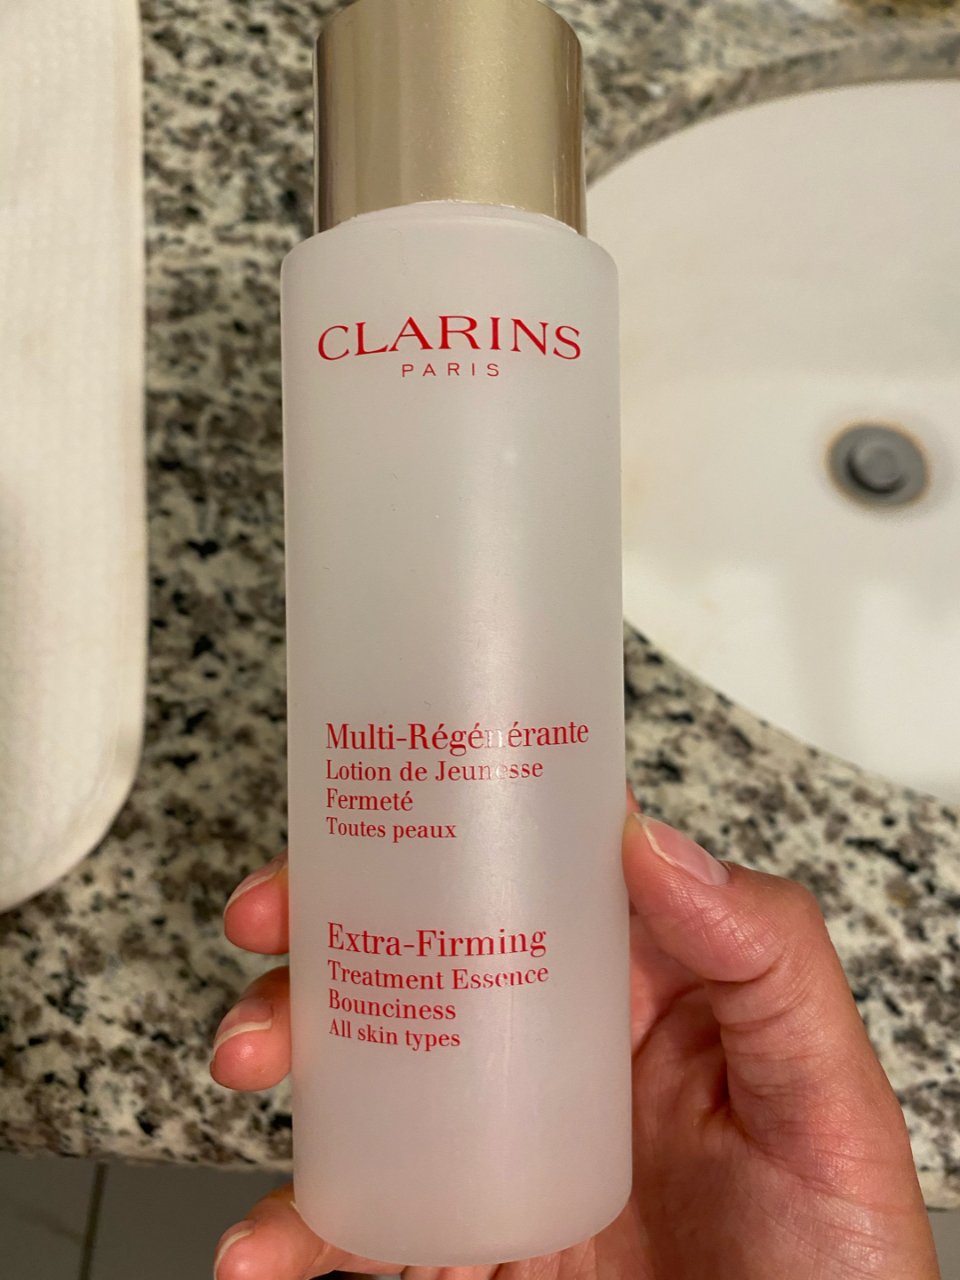 CLARINS
PARIS
Multi-Régénérante
Lotion de Jeunesse
Fermeté
Toutes peaux
Extra-Firming
Treatment Essence
Bounciness
All skin types